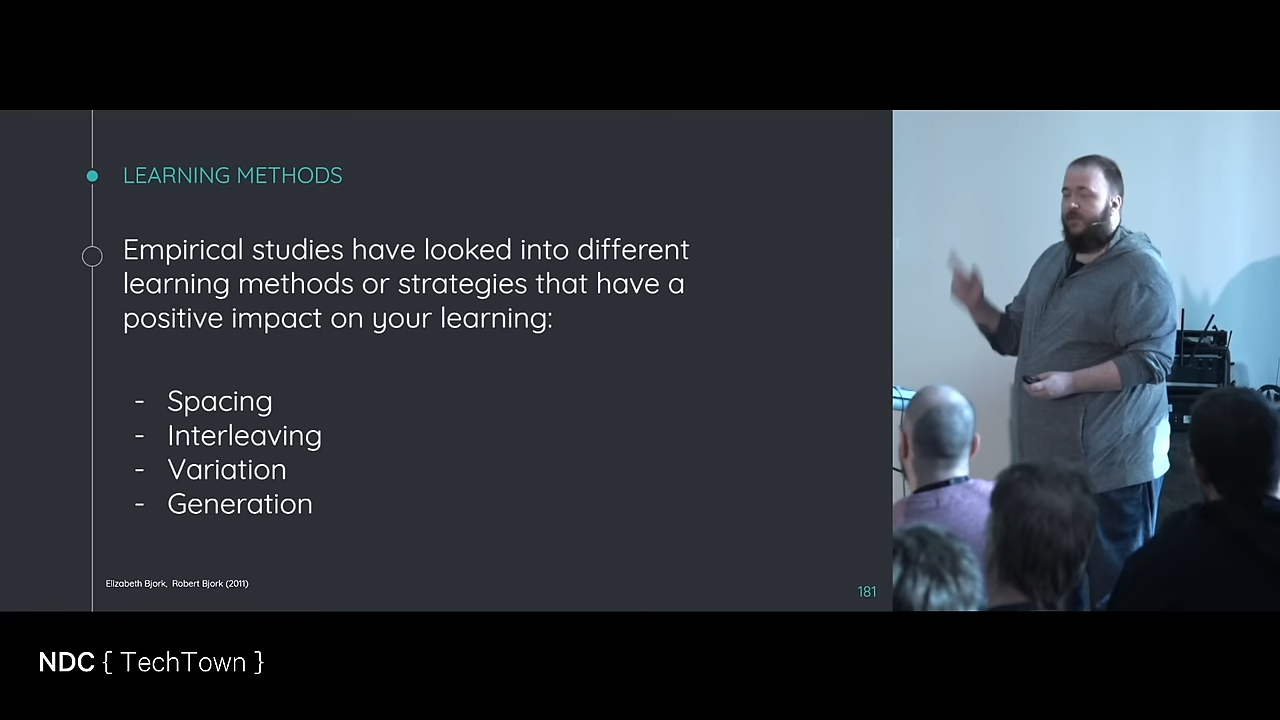 LEARNING METHODS
Empirical studies have looked into different
learning methods or strategies that have a
positive impact on your learning:
- Spacing
- Interleaving
- Variation
- Generation
Elizabeth Bjork, Robert Bjork (2011)
181
NDC { TechTown }